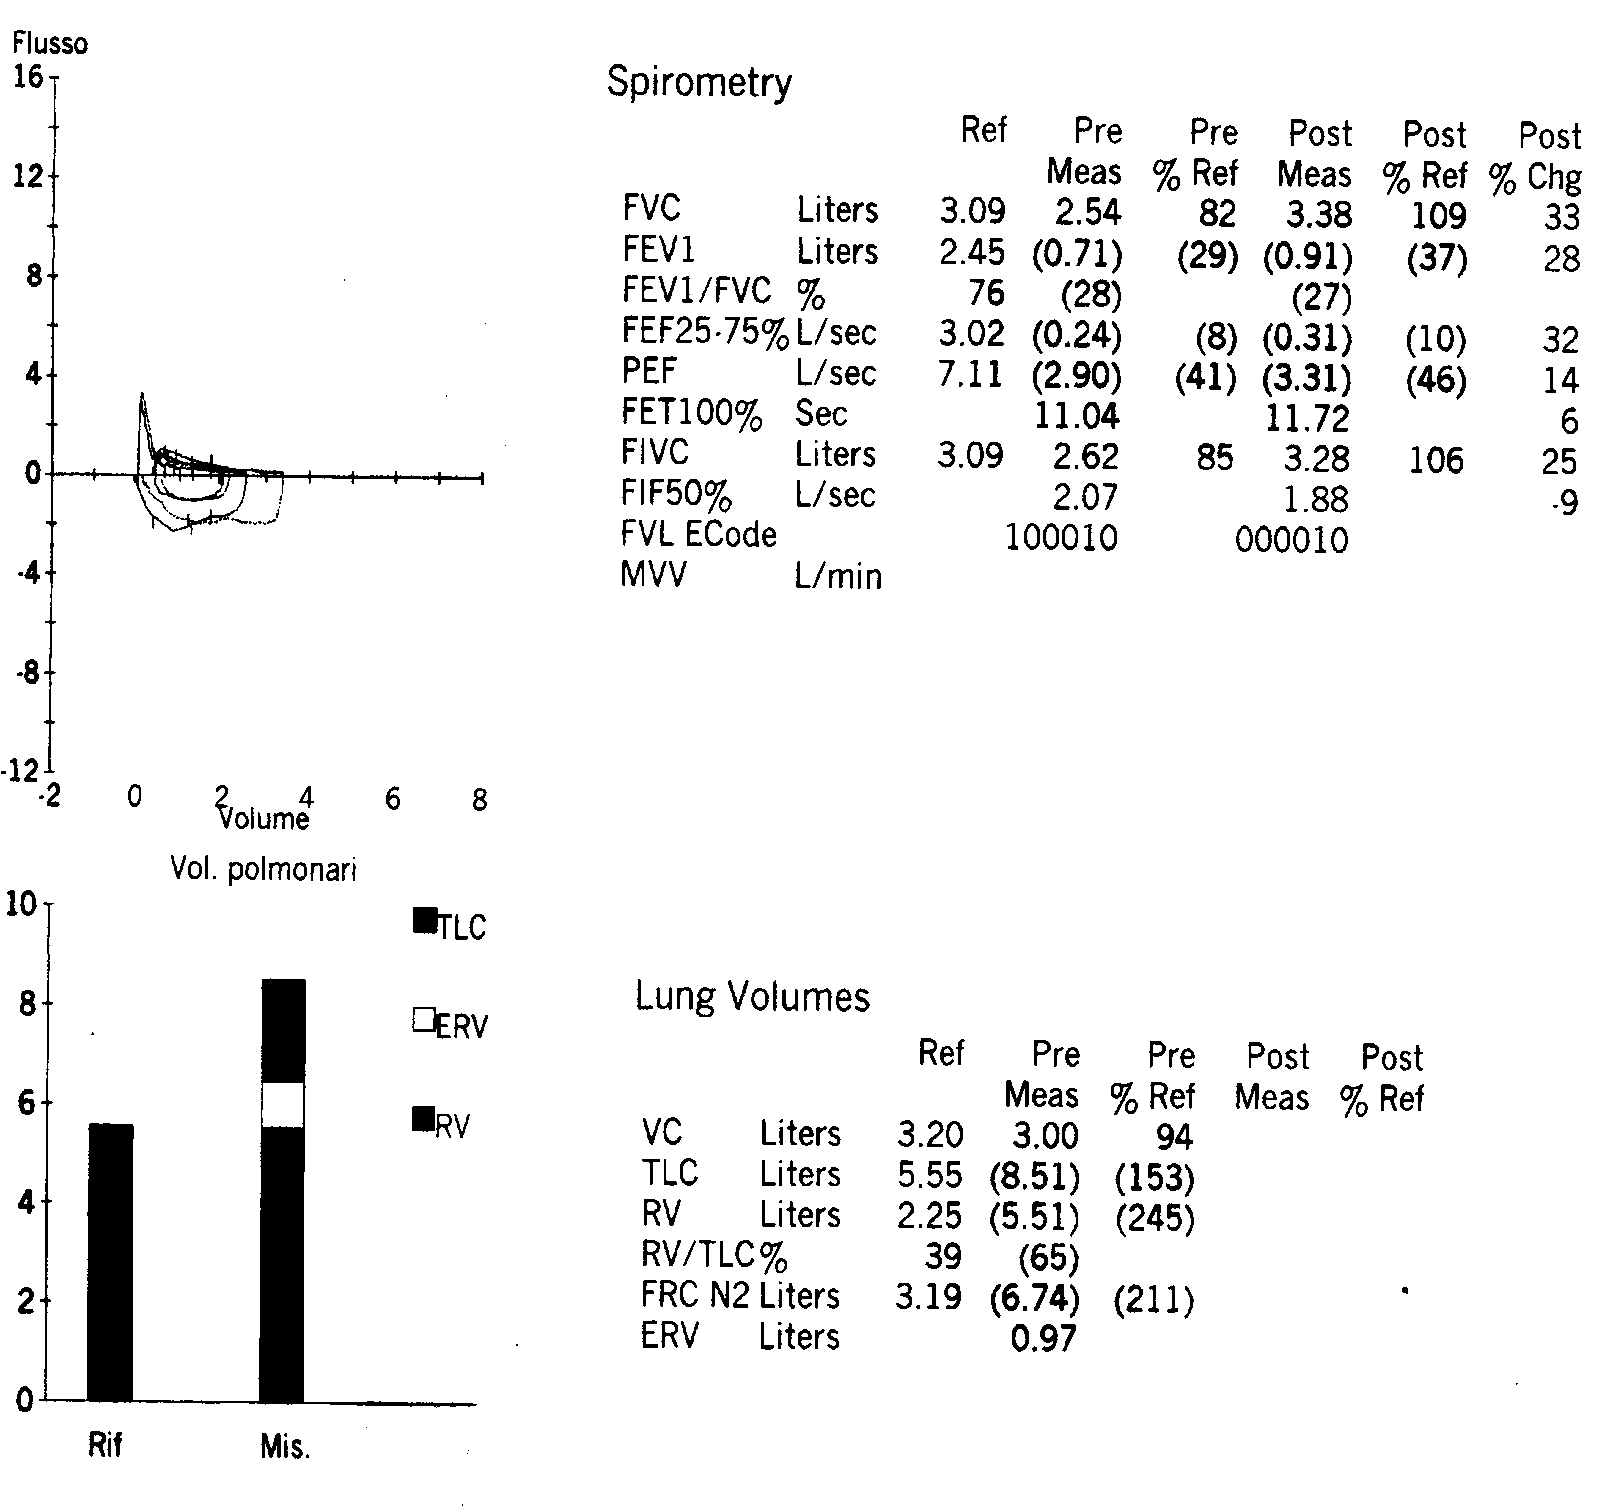 Flusso
16
12
8
4
0
-4
-8
-12
-2 0 2 4 6 8
Volume
Spirometry
Ref Pre Pre Post Post Post
Meas % Ref Meas % Ref % Chg
FVC Liters 3.09 2.54 82 3.38 109 33
FEV1 Liters 2.45 (0.71) (29) (0.91) (37) 28
FEV1/FVC % 76 (28) (27)
FEF25-75% L/sec 3.02 (0.24) (8) (0.31) (10) 32
PEF L/sec 7.11 (2.90) (41) (3.31) (46) 14
FET100% Sec 11.04 11.72 6
FIVC Liters 3.09 2.62 85 3.28 106 25
FIF50% L/sec 2.07 1.88 -9
FVL ECode 100010 000010
MVV L/min
Vol. polmonari
10
8
6
4
2
0
TLC
ERV
RV
Rif Mis.
Lung Volumes
Ref Pre Pre Post Post
Meas % Ref Meas % Ref
VC Liters 3.20 3.00 94
TLC Liters 5.55 (8.51) (153)
RV Liters 2.25 (5.51) (245)
RV/TLC% 39 (65)
FRC N2 Liters 3.19 (6.74) (211)
ERV Liters 0.97